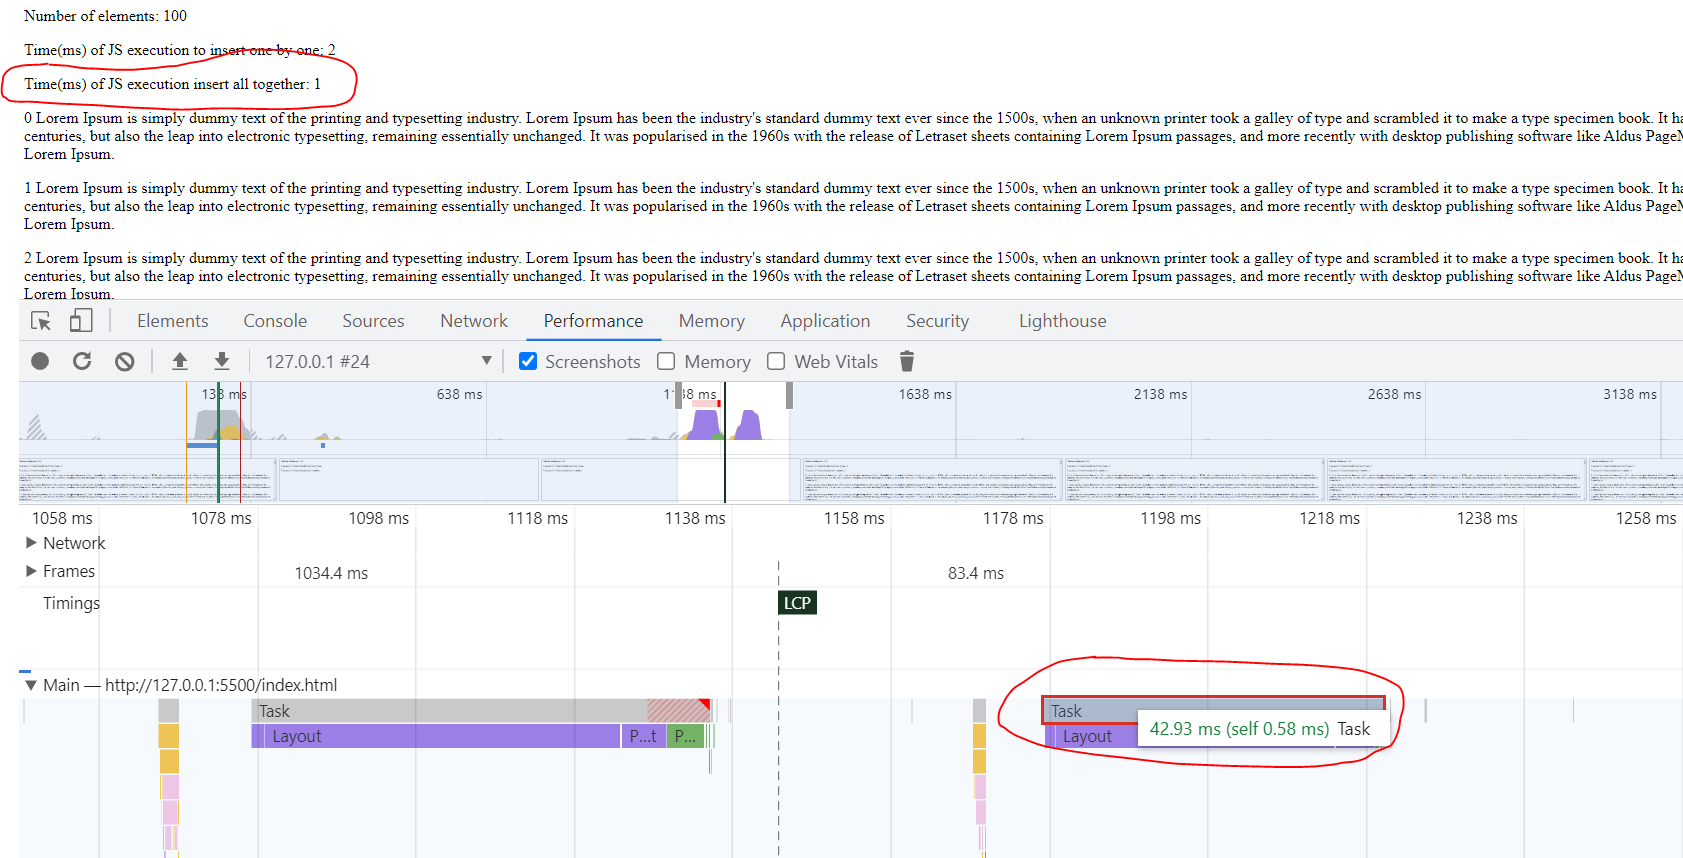 Number of elements: 100
Time(ms) of JS execution to insert one by one: 2
Time(ms) of JS execution insert all together: 1
0 Lorem Ipsum is simply dummy text of the printing and typesetting industry. Lorem Ipsum has been the industry's standard dummy text ever since the 1500s, when an unknown printer took a galley of type and scrambled it to make a type specimen book. It ha
centuries, but also the leap into electronic typesetting, remaining essentially unchanged. It was popularised in the 1960s with the release of Letraset sheets containing Lorem Ipsum passages, and more recently with desktop publishing software like Aldus PageM
Lorem Ipsum.
1 Lorem Ipsum is simply dummy text of the printing and typesetting industry. Lorem Ipsum has been the industry's standard dummy text ever since the 1500s, when an unknown printer took a galley of type and scrambled it to make a type specimen book. It ha
centuries, but also the leap into electronic typesetting, remaining essentially unchanged. It was popularised in the 1960s with the release of Letraset sheets containing Lorem Ipsum passages, and more recently with desktop publishing software like Aldus PageM
Lorem Ipsum.
2 Lorem Ipsum is simply dummy text of the printing and typesetting industry. Lorem Ipsum has been the industry's standard dummy text ever since the 1500s, when an unknown printer took a galley of type and scrambled it to make a type specimen book. It ha
centuries, but also the leap into electronic typesetting, remaining essentially unchanged. It was popularised in the 1960s with the release of Letraset sheets containing Lorem Ipsum passages, and more recently with desktop publishing software like Aldus PageM
Lorem Ipsum.
Elements Console Sources Network Performance Memory Application Security Lighthouse
127.0.0.1 #24 Screenshots Memory Web Vitals
138 ms 638 ms 1138 ms 1638 ms 2138 ms 2638 ms 3138 ms
1058 ms 1078 ms 1098 ms 1118 ms 1138 ms 1158 ms 1178 ms 1198 ms 1218 ms 1238 ms 1258 ms
Network
Frames 1034.4 ms 83.4 ms
Timings LCP
Main — http://127.0.0.1:5500/index.html
Task Task
Layout P...t P... Layout 42.93 ms (self 0.58 ms) Task